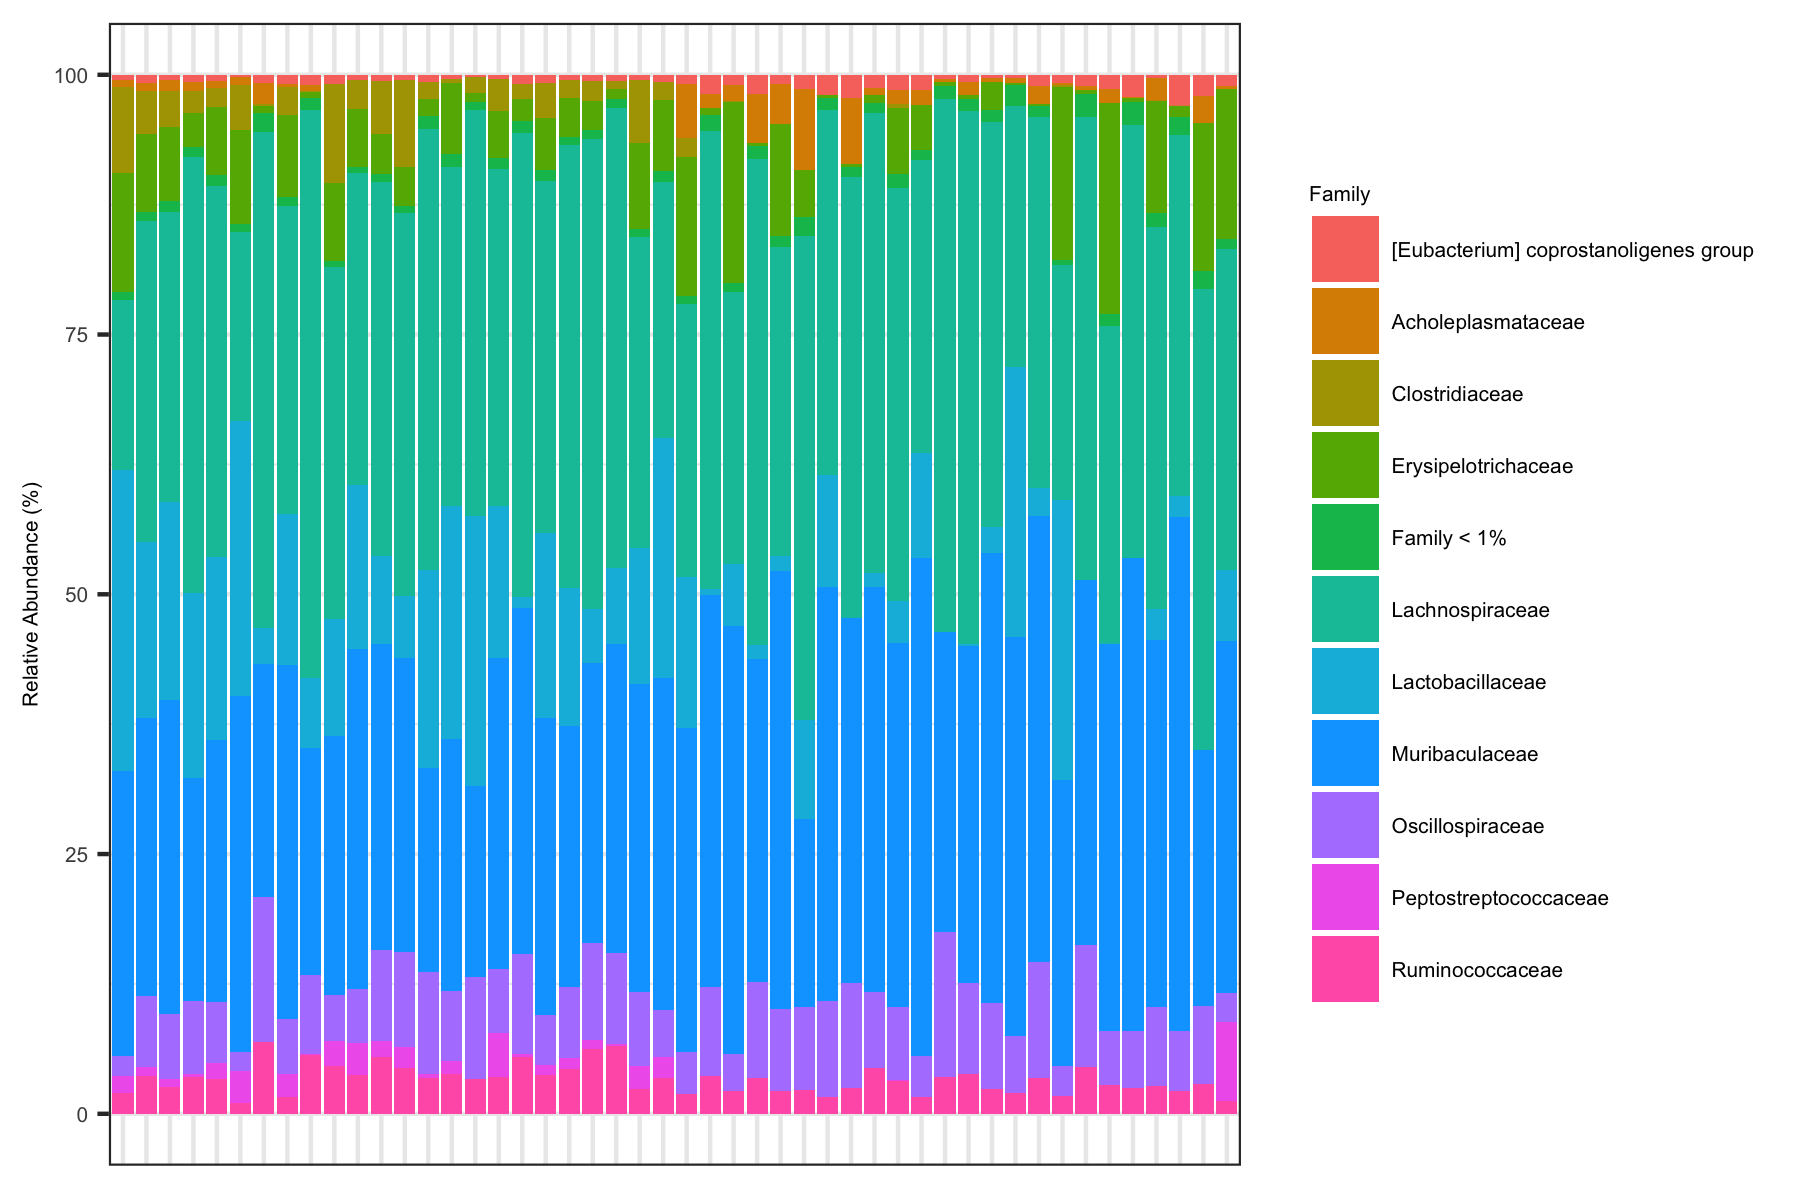 100
75
50
25
0
Relative Abundance (%)
Family
[Eubacterium] coprostanoligenes group
Acholeplasmataceae
Clostridiaceae
Erysipelotrichaceae
Family < 1%
Lachnospiraceae
Lactobacillaceae
Muribaculaceae
Oscillospiraceae
Peptostreptococcaceae
Ruminococcaceae